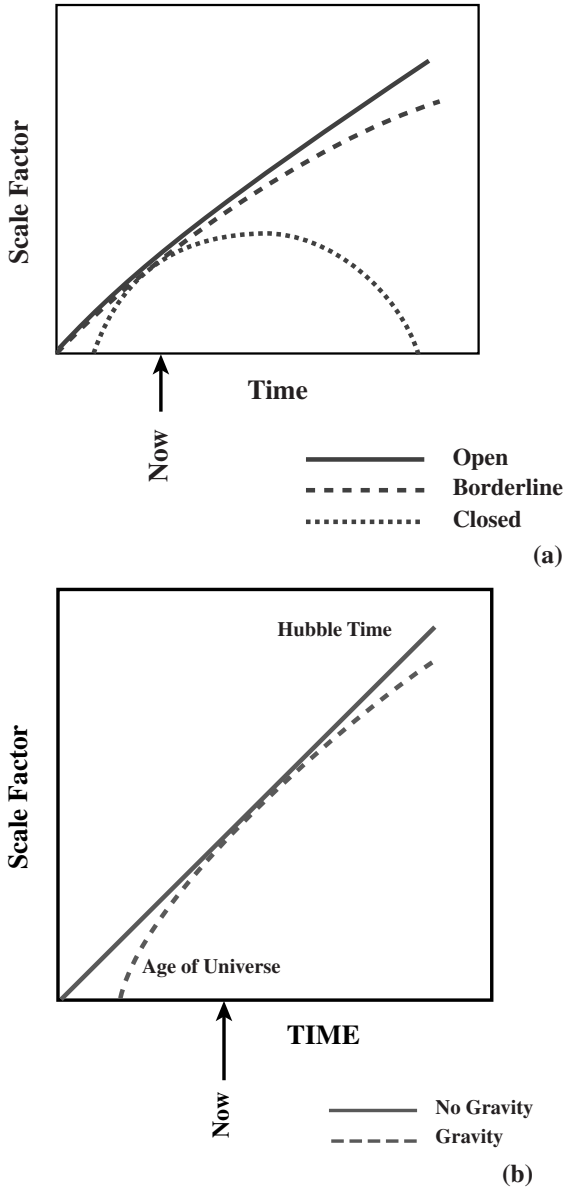 Scale Factor
Time
Now
Open
Borderline
Closed
(a)
Hubble Time
Scale Factor
Age of Universe
TIME
Now
No Gravity
Gravity
(b)